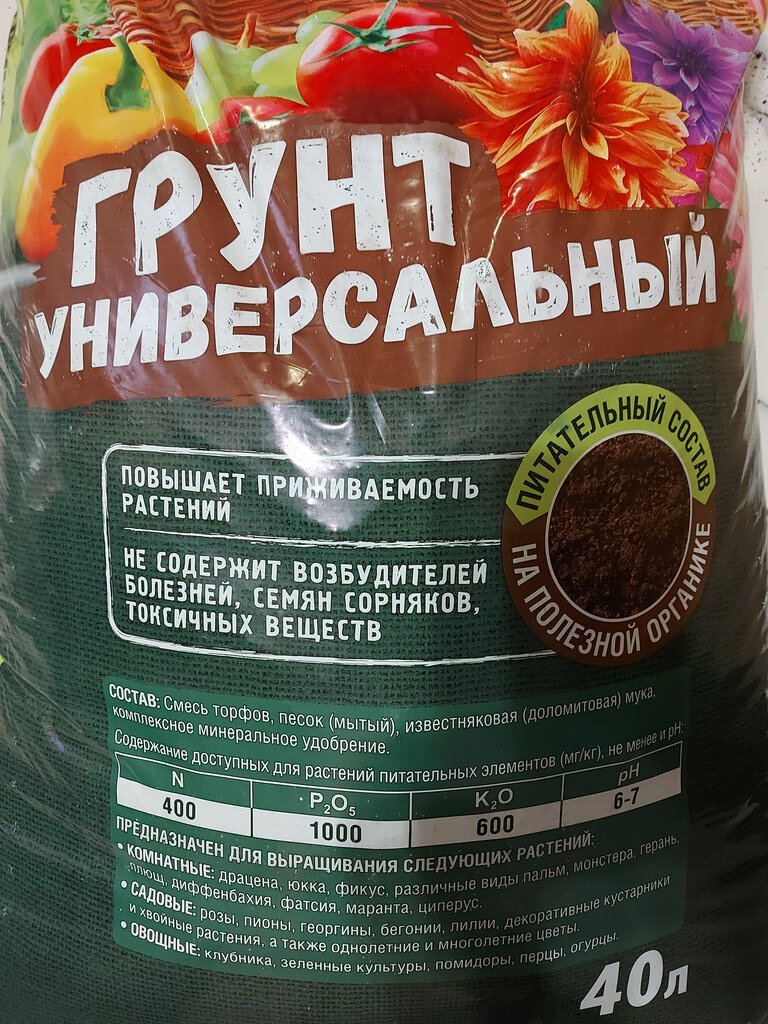 ГРУНТ
УНИВЕРСАЛЬНЫЙ
ПИТАТЕЛЬНЫЙ СОСТАВ
НА ПОЛЕЗНОЙ ОРГАНИКЕ
ПОВЫШАЕТ ПРИЖИВАЕМОСТЬ
РАСТЕНИЙ
НЕ СОДЕРЖИТ ВОЗБУДИТЕЛЕЙ
БОЛЕЗНЕЙ, СЕМЯН СОРНЯКОВ,
ТОКСИЧНЫХ ВЕЩЕСТВ
СОСТАВ: Смесь торфов, песок (мытый), известняковая (доломитовая) мука,
комплексное минеральное удобрение.
Содержание доступных для растений питательных элементов (мг/кг), не менее и pH:
N P₂O₅ K₂O pH
400 1000 600 6-7
ПРЕДНАЗНАЧЕН ДЛЯ ВЫРАЩИВАНИЯ СЛЕДУЮЩИХ РАСТЕНИЙ:
• КОМНАТНЫЕ: драцена, юкка, фикус, различные виды пальм, монстера, герань,
плющ, диффенбахия, фатсия, маранта, циперус.
• САДОВЫЕ: розы, пионы, георгины, бегонии, лилии, декоративные кустарники
и хвойные растения, а также однолетние и многолетние цветы.
• ОВОЩНЫЕ: клубника, зеленные культуры, помидоры, перцы, огурцы.
40л